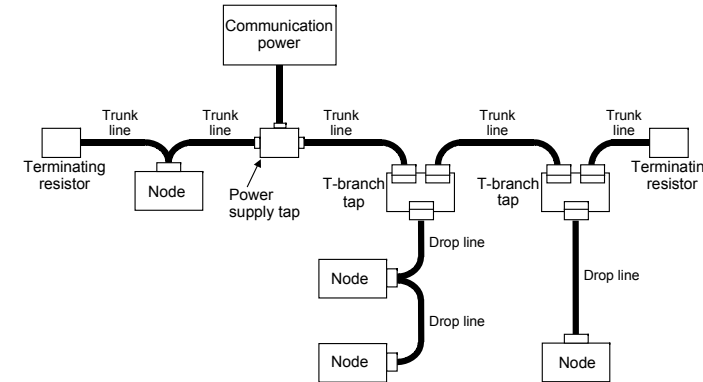 Communication
power
Trunk
line
Trunk
line
Trunk
line
Trunk
line
Trunk
line
Terminating
resistor
Node
Power
supply tap
T-branch
tap
T-branch
tap
Terminatin
resistor
Drop line
Node
Drop line
Drop line
Node
Node